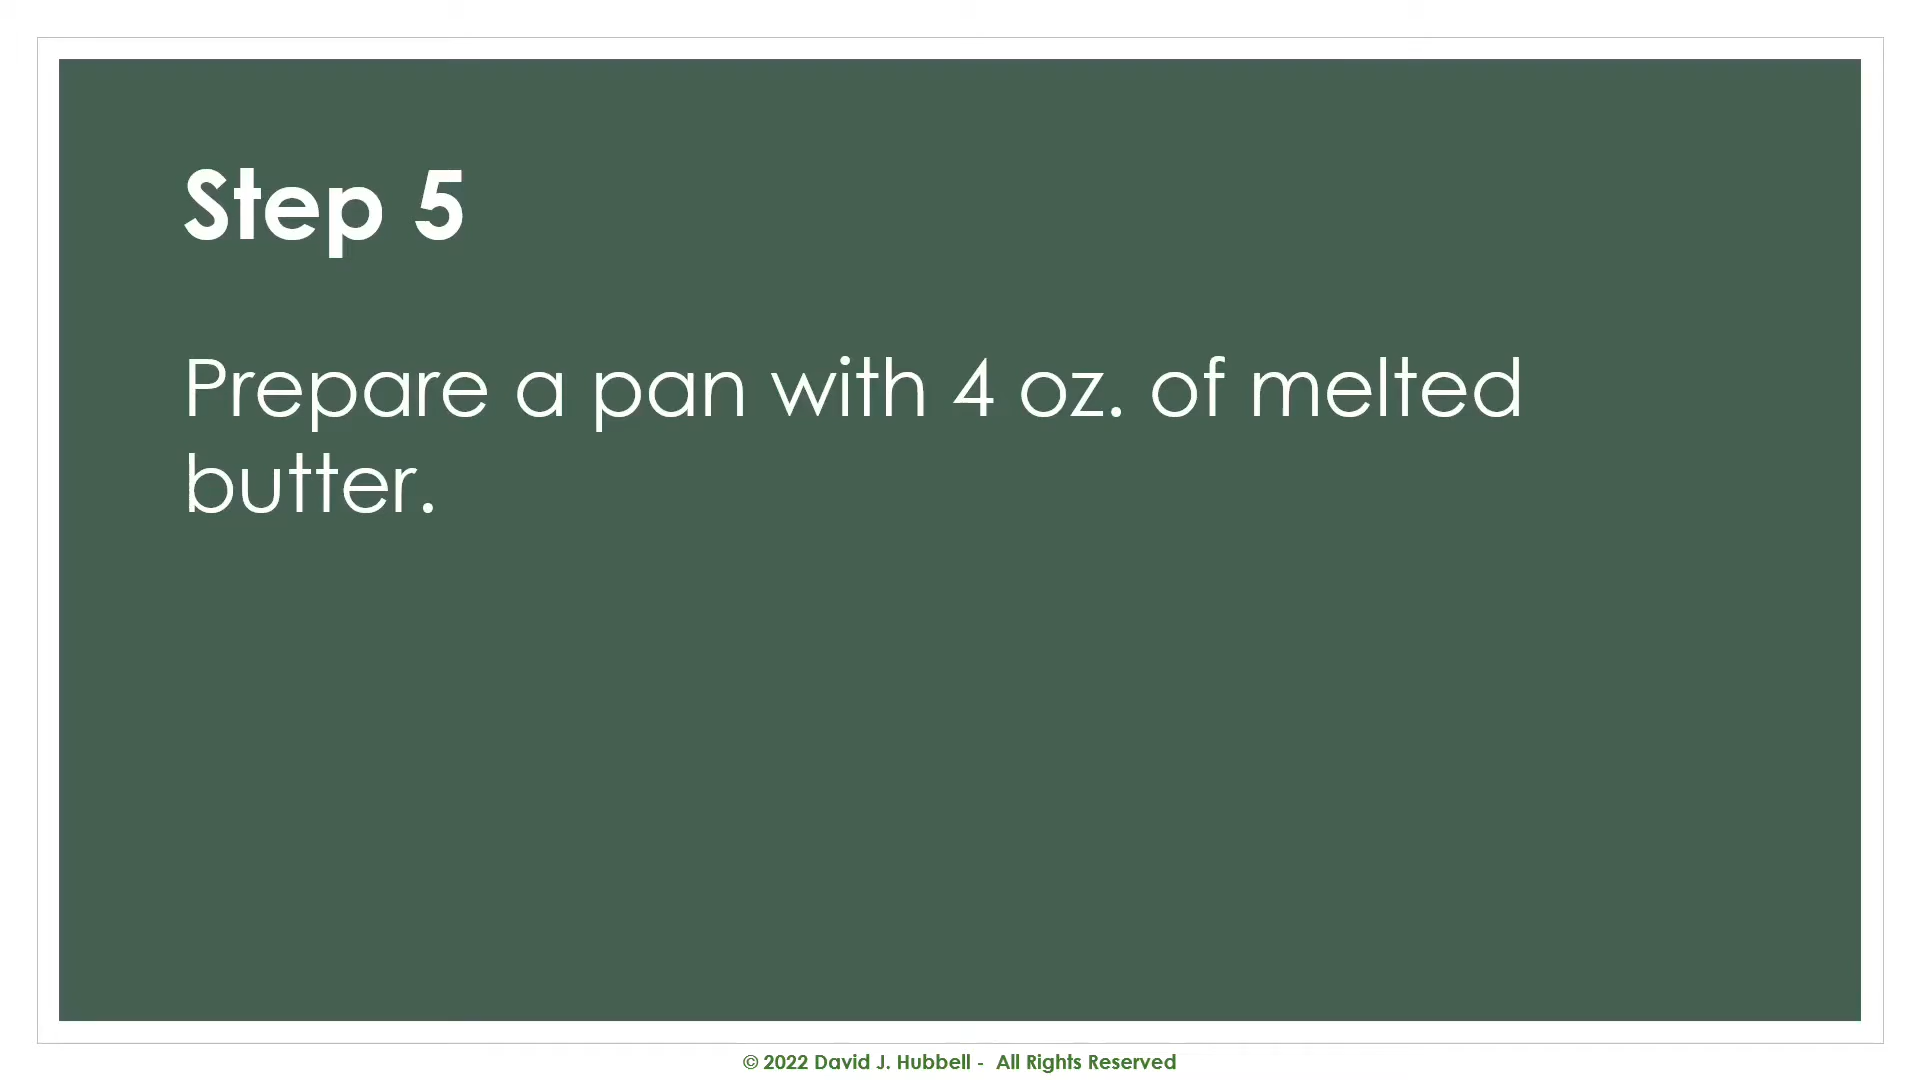 Step 5
Prepare a pan with 4 oz. of melted
butter.
© 2022 David J. Hubbell -  All Rights Reserved